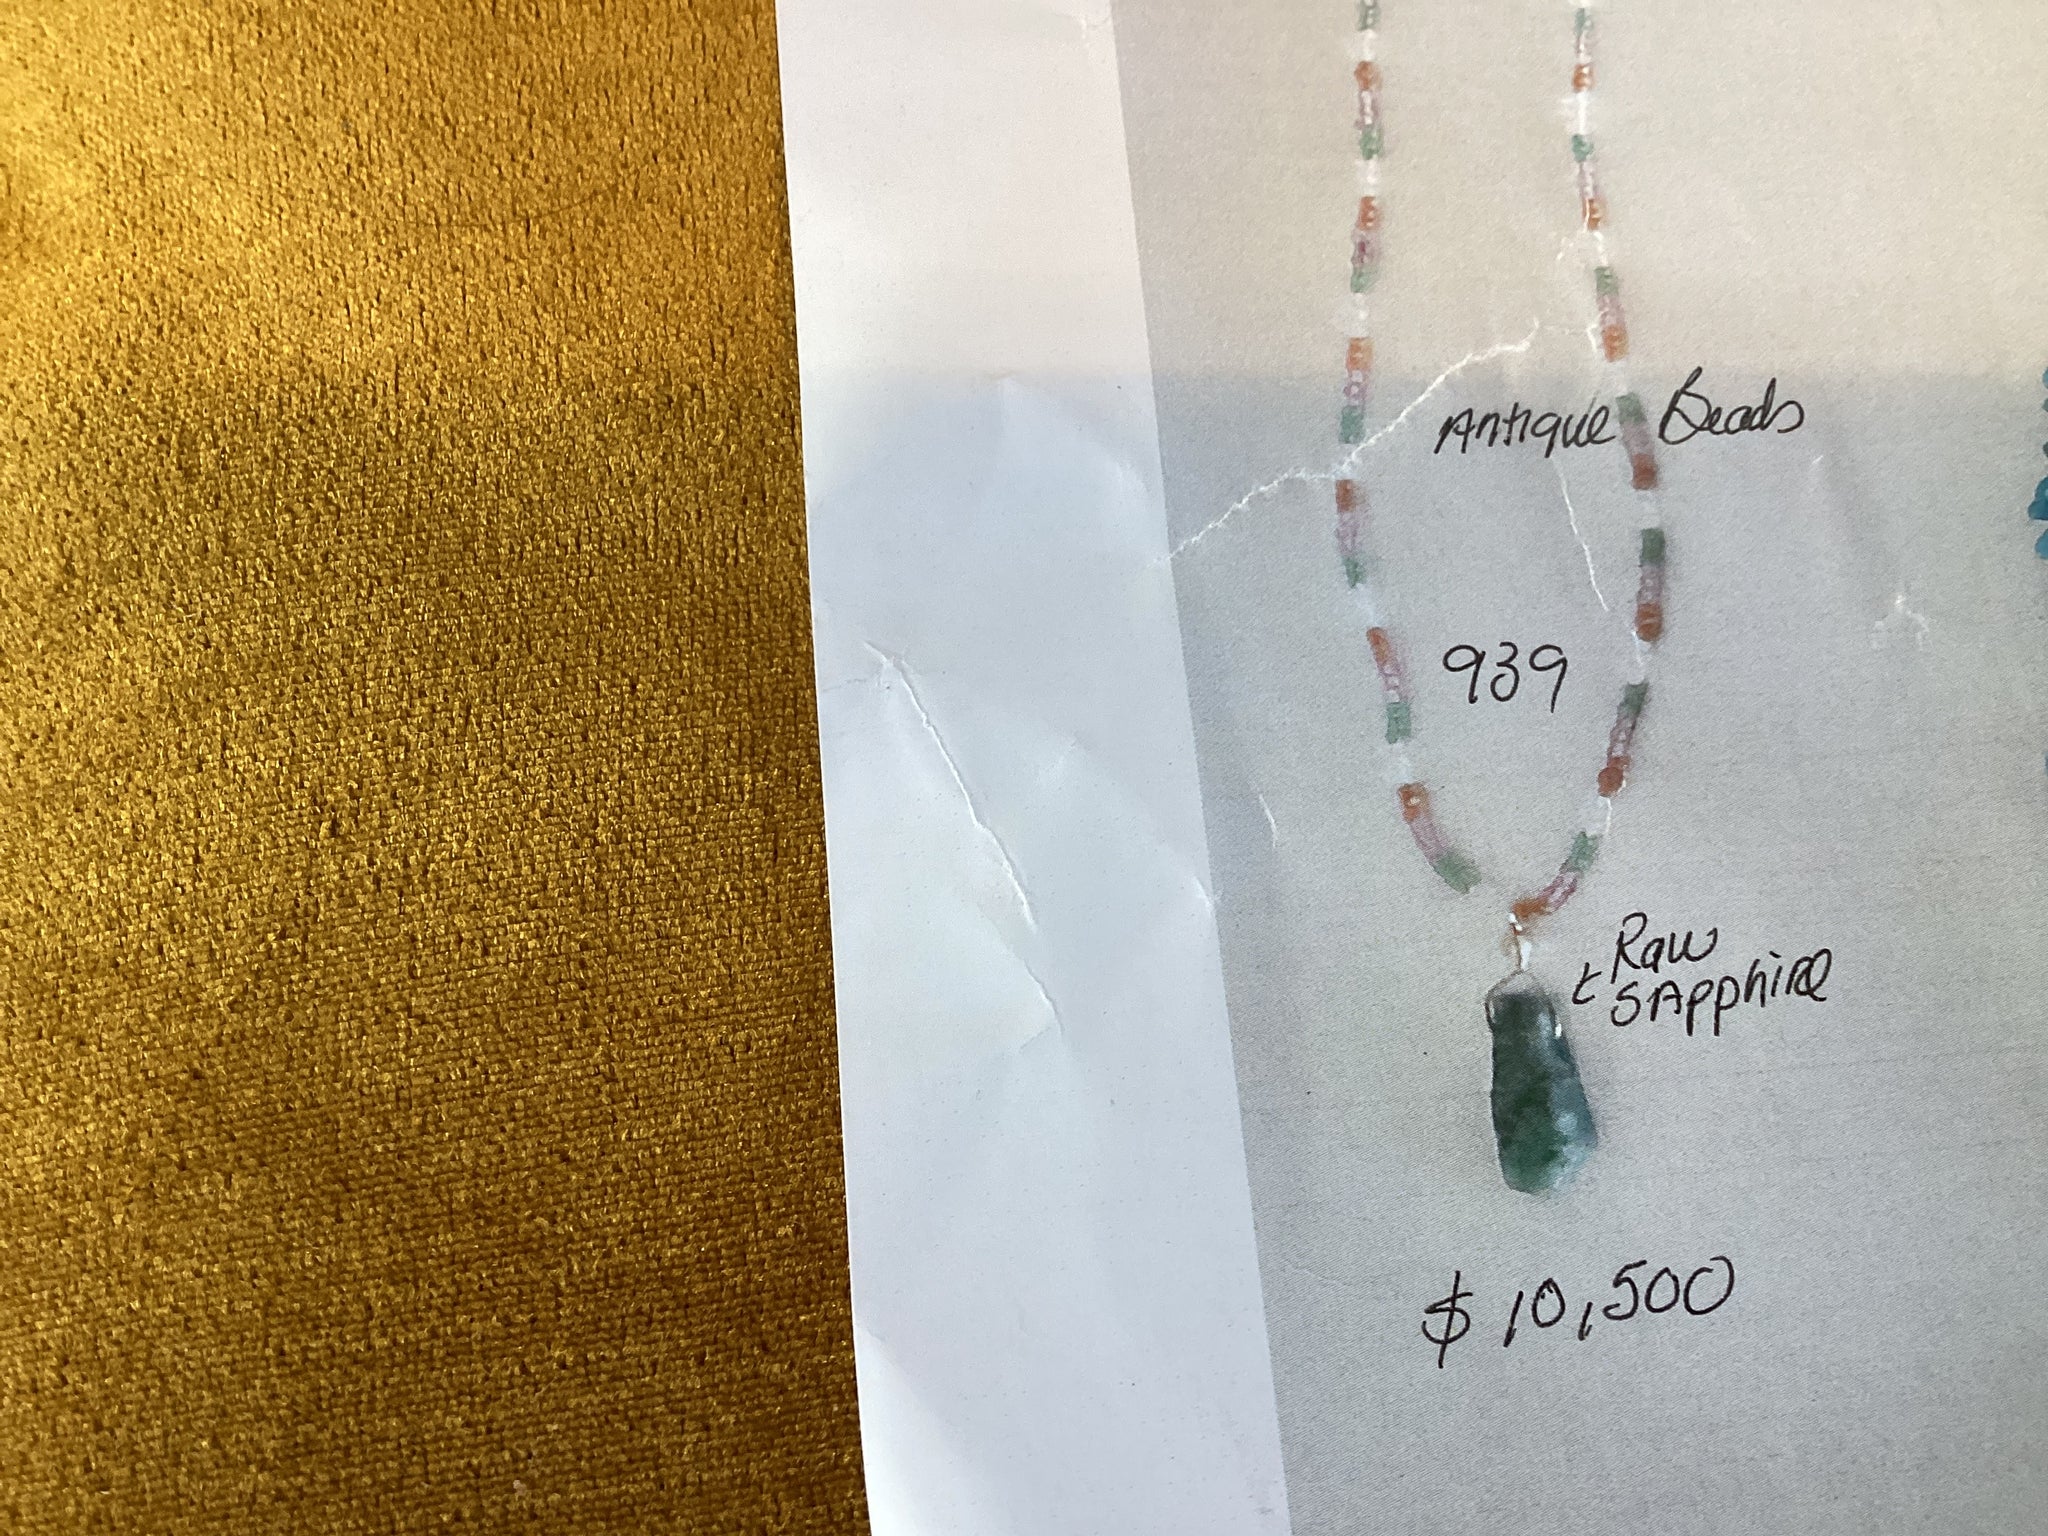 Antique Beads
939
Raw
Sapphire
$10,500